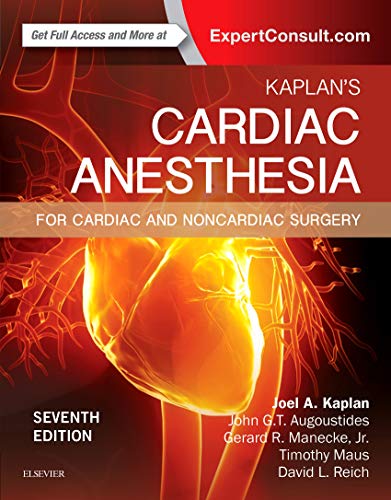 Get Full Access and More at
ExpertConsult.com
KAPLAN'S
CARDIAC
ANESTHESIA
FOR CARDIAC AND NONCARDIAC SURGERY
Joel A. Kaplan
John G.T. Augoustides
Gerard R. Manecke, Jr.
Timothy Maus
David L. Reich
SEVENTH
EDITION
ELSEVIER